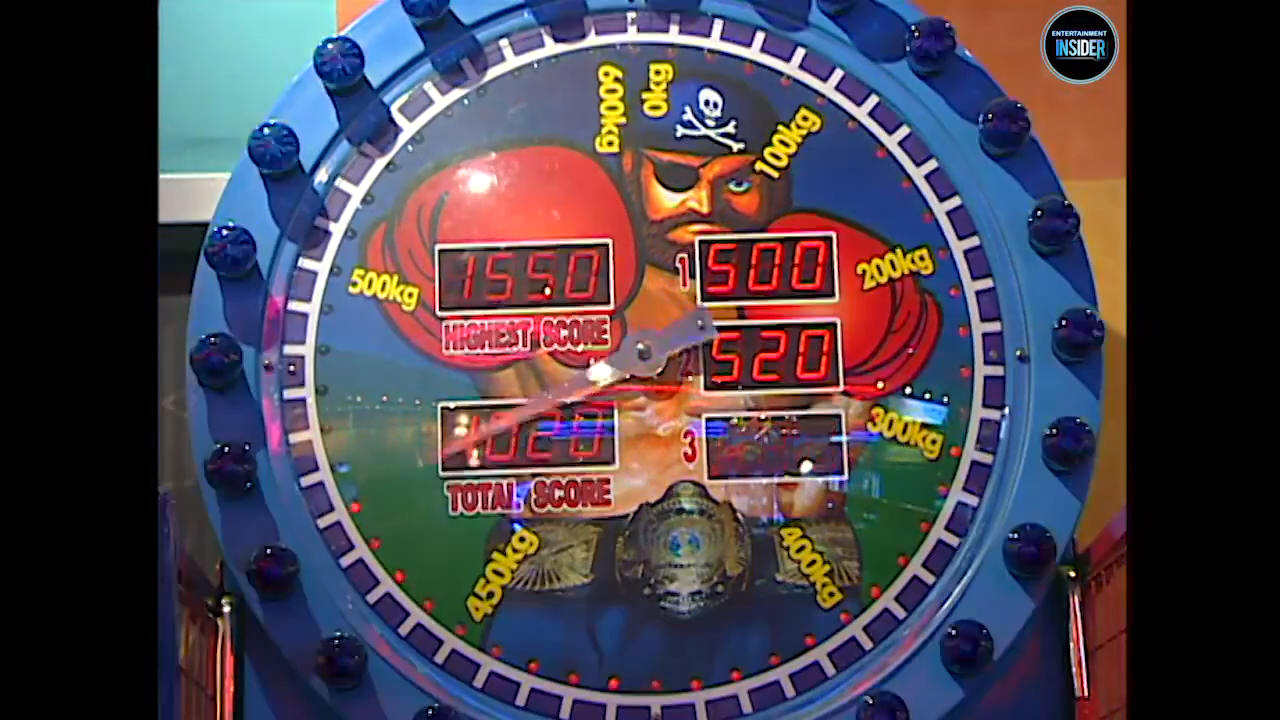 ENTERTAINMENT
INSIDER
600kg
0kg
100kg
500kg
200kg
1550
1
500
HIGHEST SCORE
2
520
300kg
1020
3
TOTAL SCORE
450kg
400kg